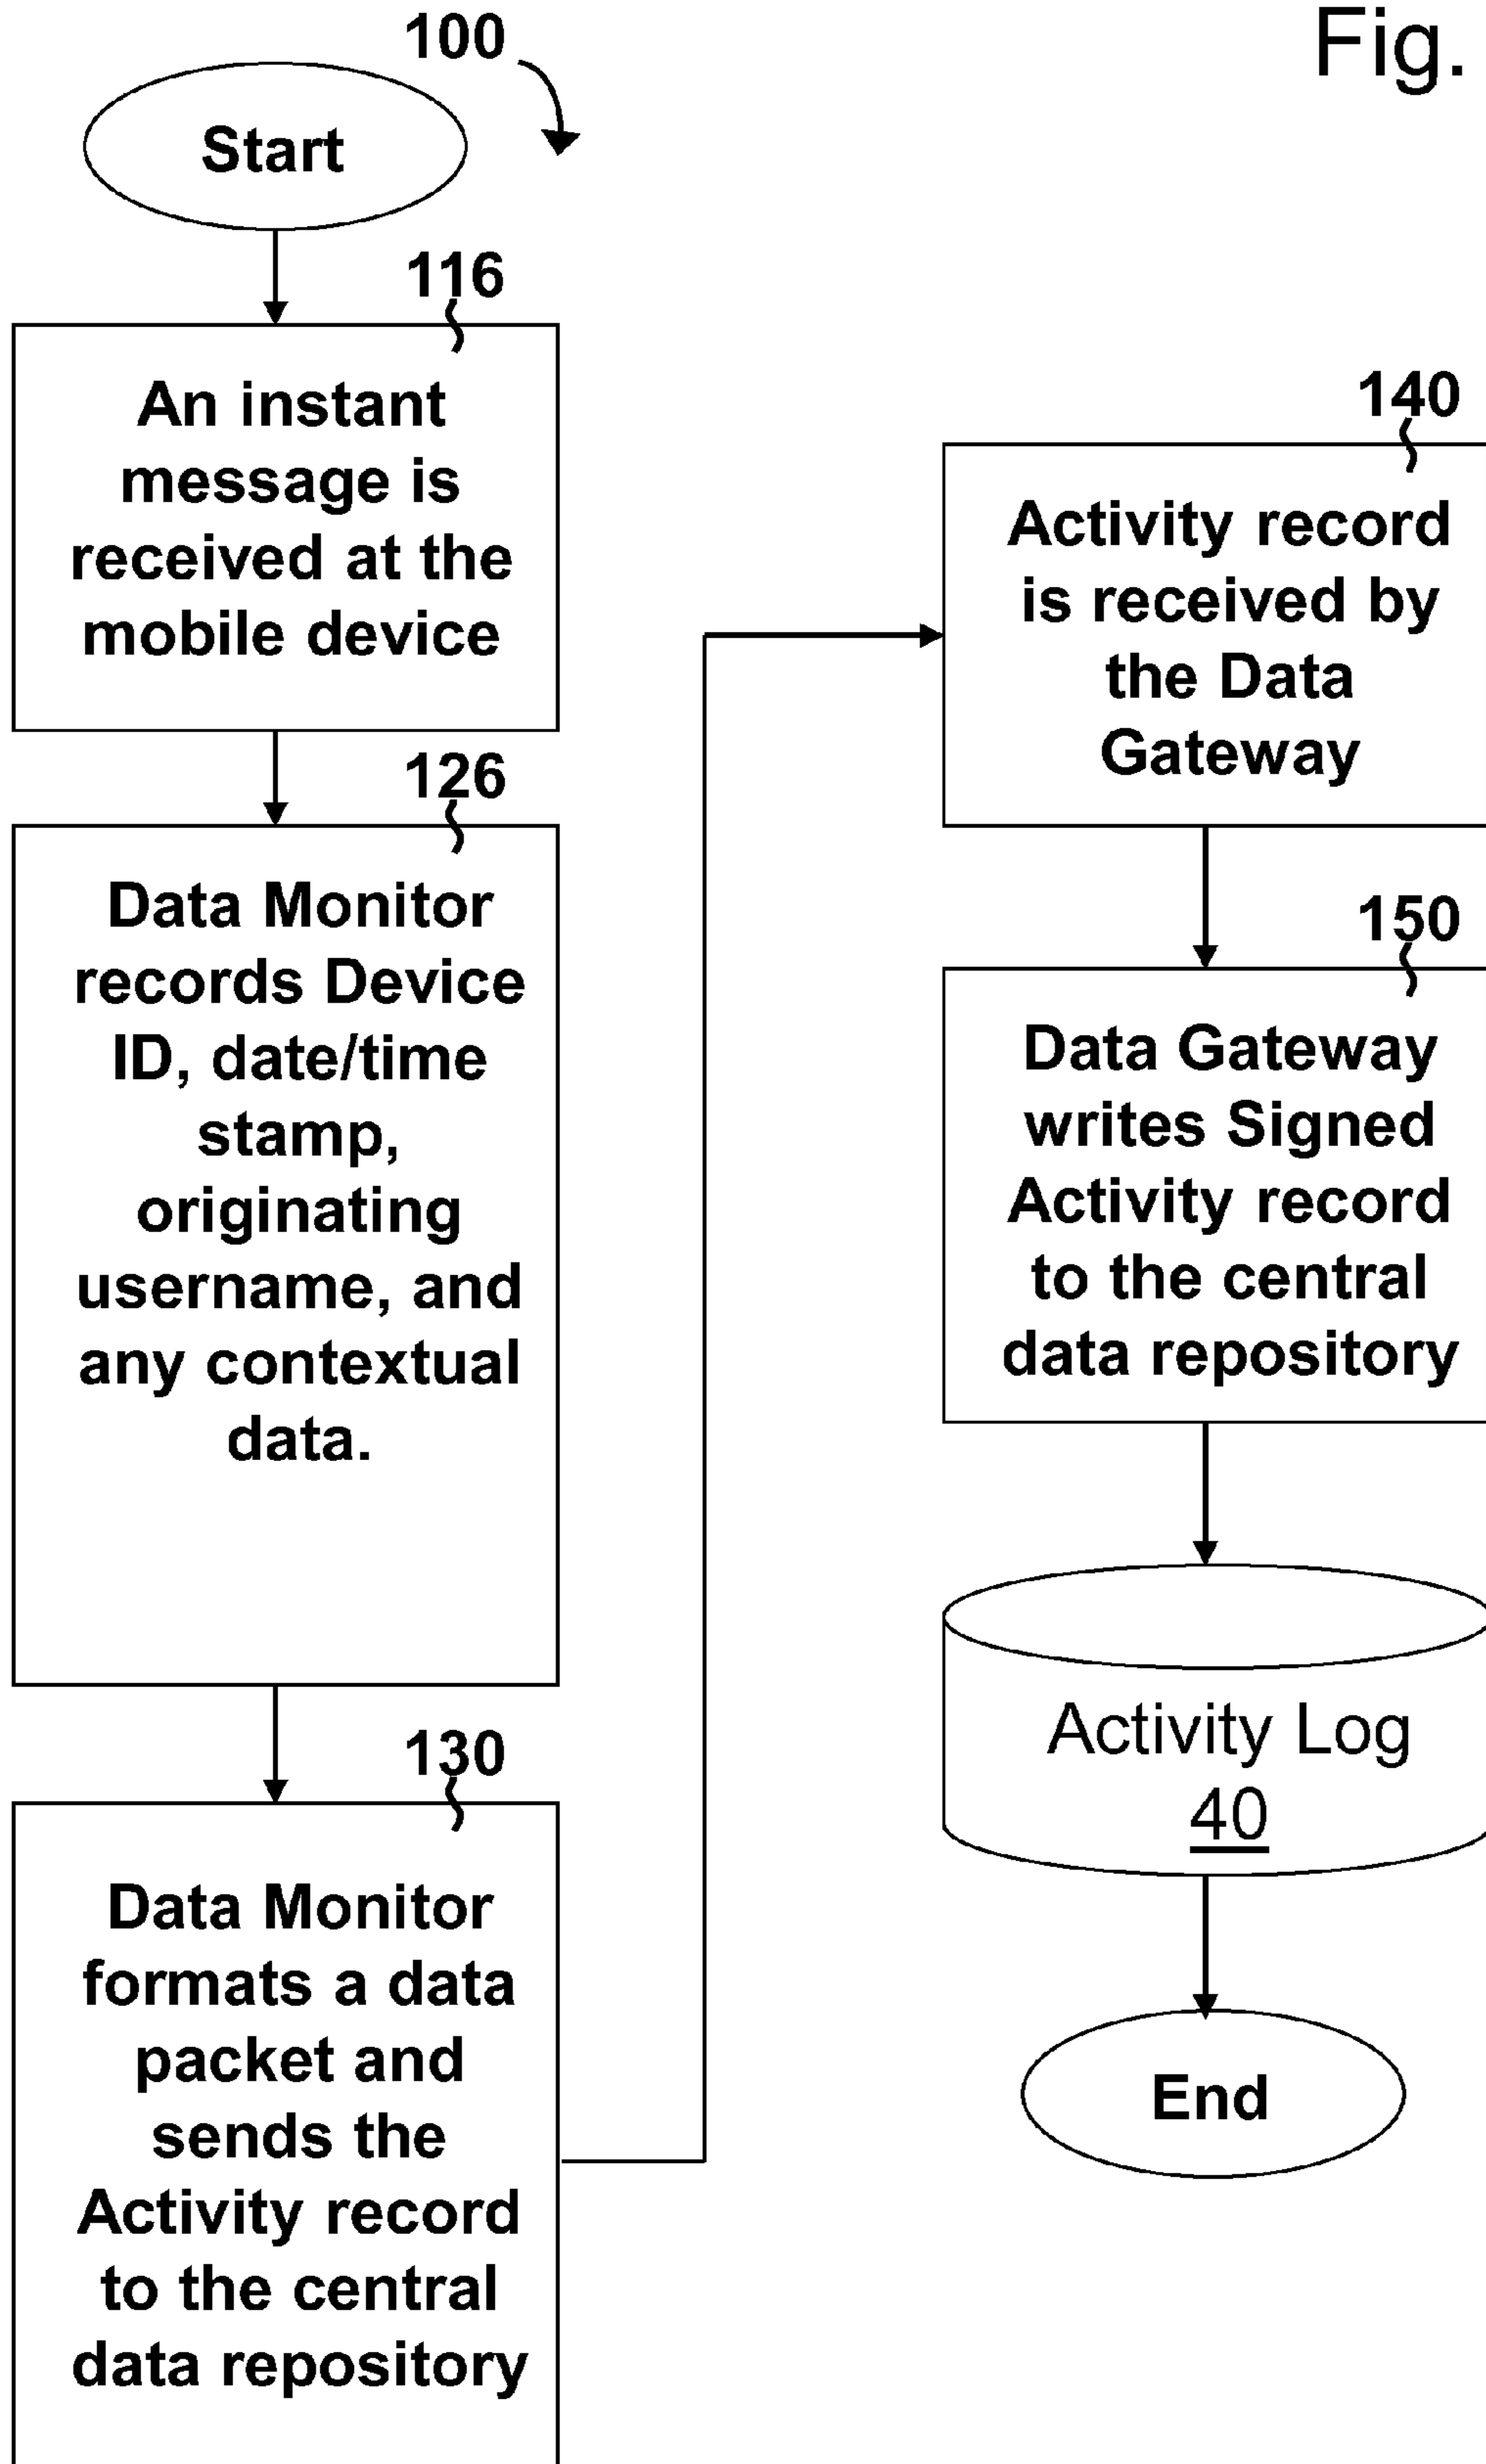 100
Fig.
Start
116
An instant
message is
received at the
mobile device
126
Data Monitor
records Device
ID, date/time
stamp,
originating
username, and
any contextual
data.
130
Data Monitor
formats a data
packet and
sends the
Activity record
to the central
data repository
140
Activity record
is received by
the Data
Gateway
150
Data Gateway
writes Signed
Activity record
to the central
data repository
Activity Log
40
End